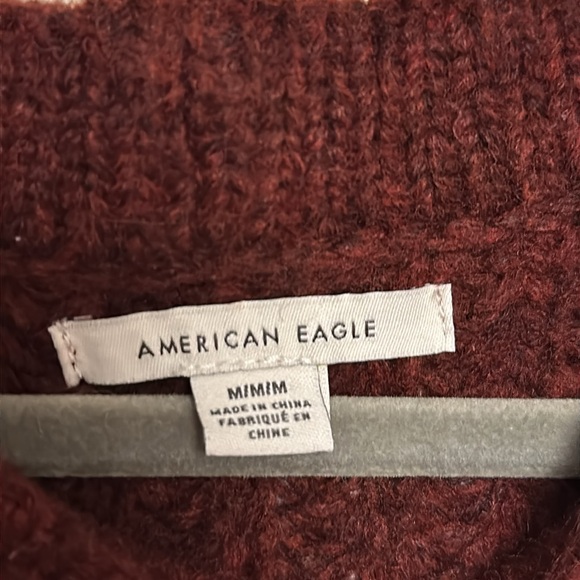 AMERICAN EAGLE
M/M/M
MADE IN CHINA
FABRIQUÉ EN
CHINE